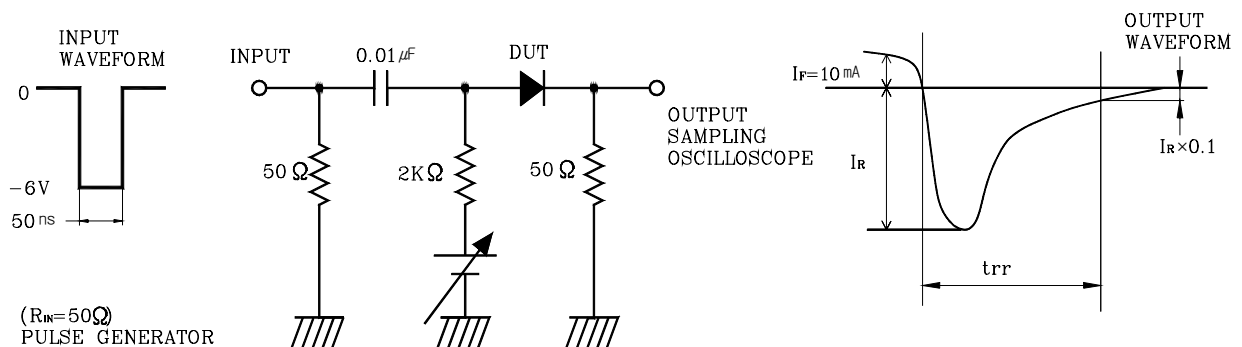 INPUT
WAVEFORM
0
-6V
50ns
(RIN=50Ω)
PULSE GENERATOR
INPUT
0.01μF
DUT
50Ω
2KΩ
50Ω
OUTPUT
SAMPLING
OSCILLOSCOPE
OUTPUT
WAVEFORM
IF=10mA
IR
IR×0.1
trr